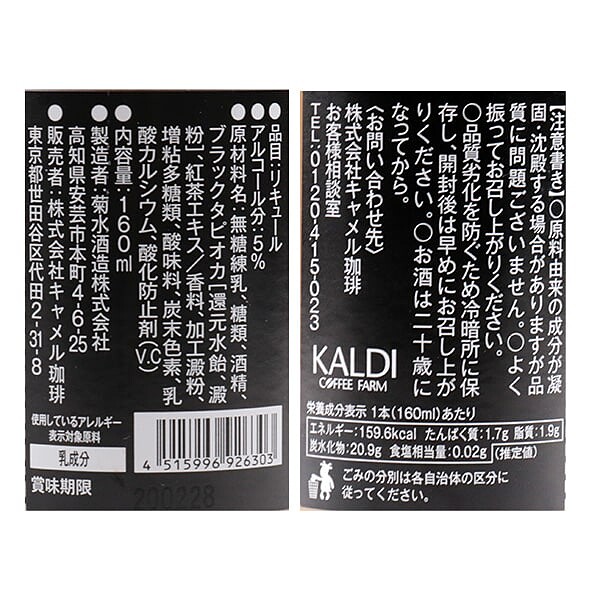 ●品目：リキュール
●アルコール分：5％
●原材料名：無糖練乳、糖類、酒精、
ブラックタピオカ［還元水飴、澱
粉］、紅茶エキス／香料、加工澱粉、
増粘多糖類、酸味料、炭末色素、乳
酸カルシウム、酸化防止剤（V.C）
●内容量：160ml
●製造者：菊水酒造株式会社
高知県安芸市本町4-6-25
●販売者：株式会社キャメル珈琲
東京都世田谷区代田2-31-8
使用しているアレルギー
表示対象原料
乳成分
賞味期限
4 515996 926303
200228
【注意書き】○原料由来の成分が凝
固・沈殿する場合がありますが品
質に問題ございません。○よく
振ってお召し上がりください。
○品質劣化を防ぐため冷暗所に保
存し、開封後は早めにお召し上が
りください。○お酒は二十歳に
なってから。
〈お問い合わせ先〉
株式会社キャメル珈琲
お客様相談室
TEL：0120415023
KALDI
COFFEE FARM
栄養成分表示 1本(160ml)あたり
エネルギー：159.6kcal たんぱく質：1.7g 脂質：1.9g
炭水化物：20.9g 食塩相当量：0.02g (推定値)
ごみの分別は各自治体の区分に
従ってください。